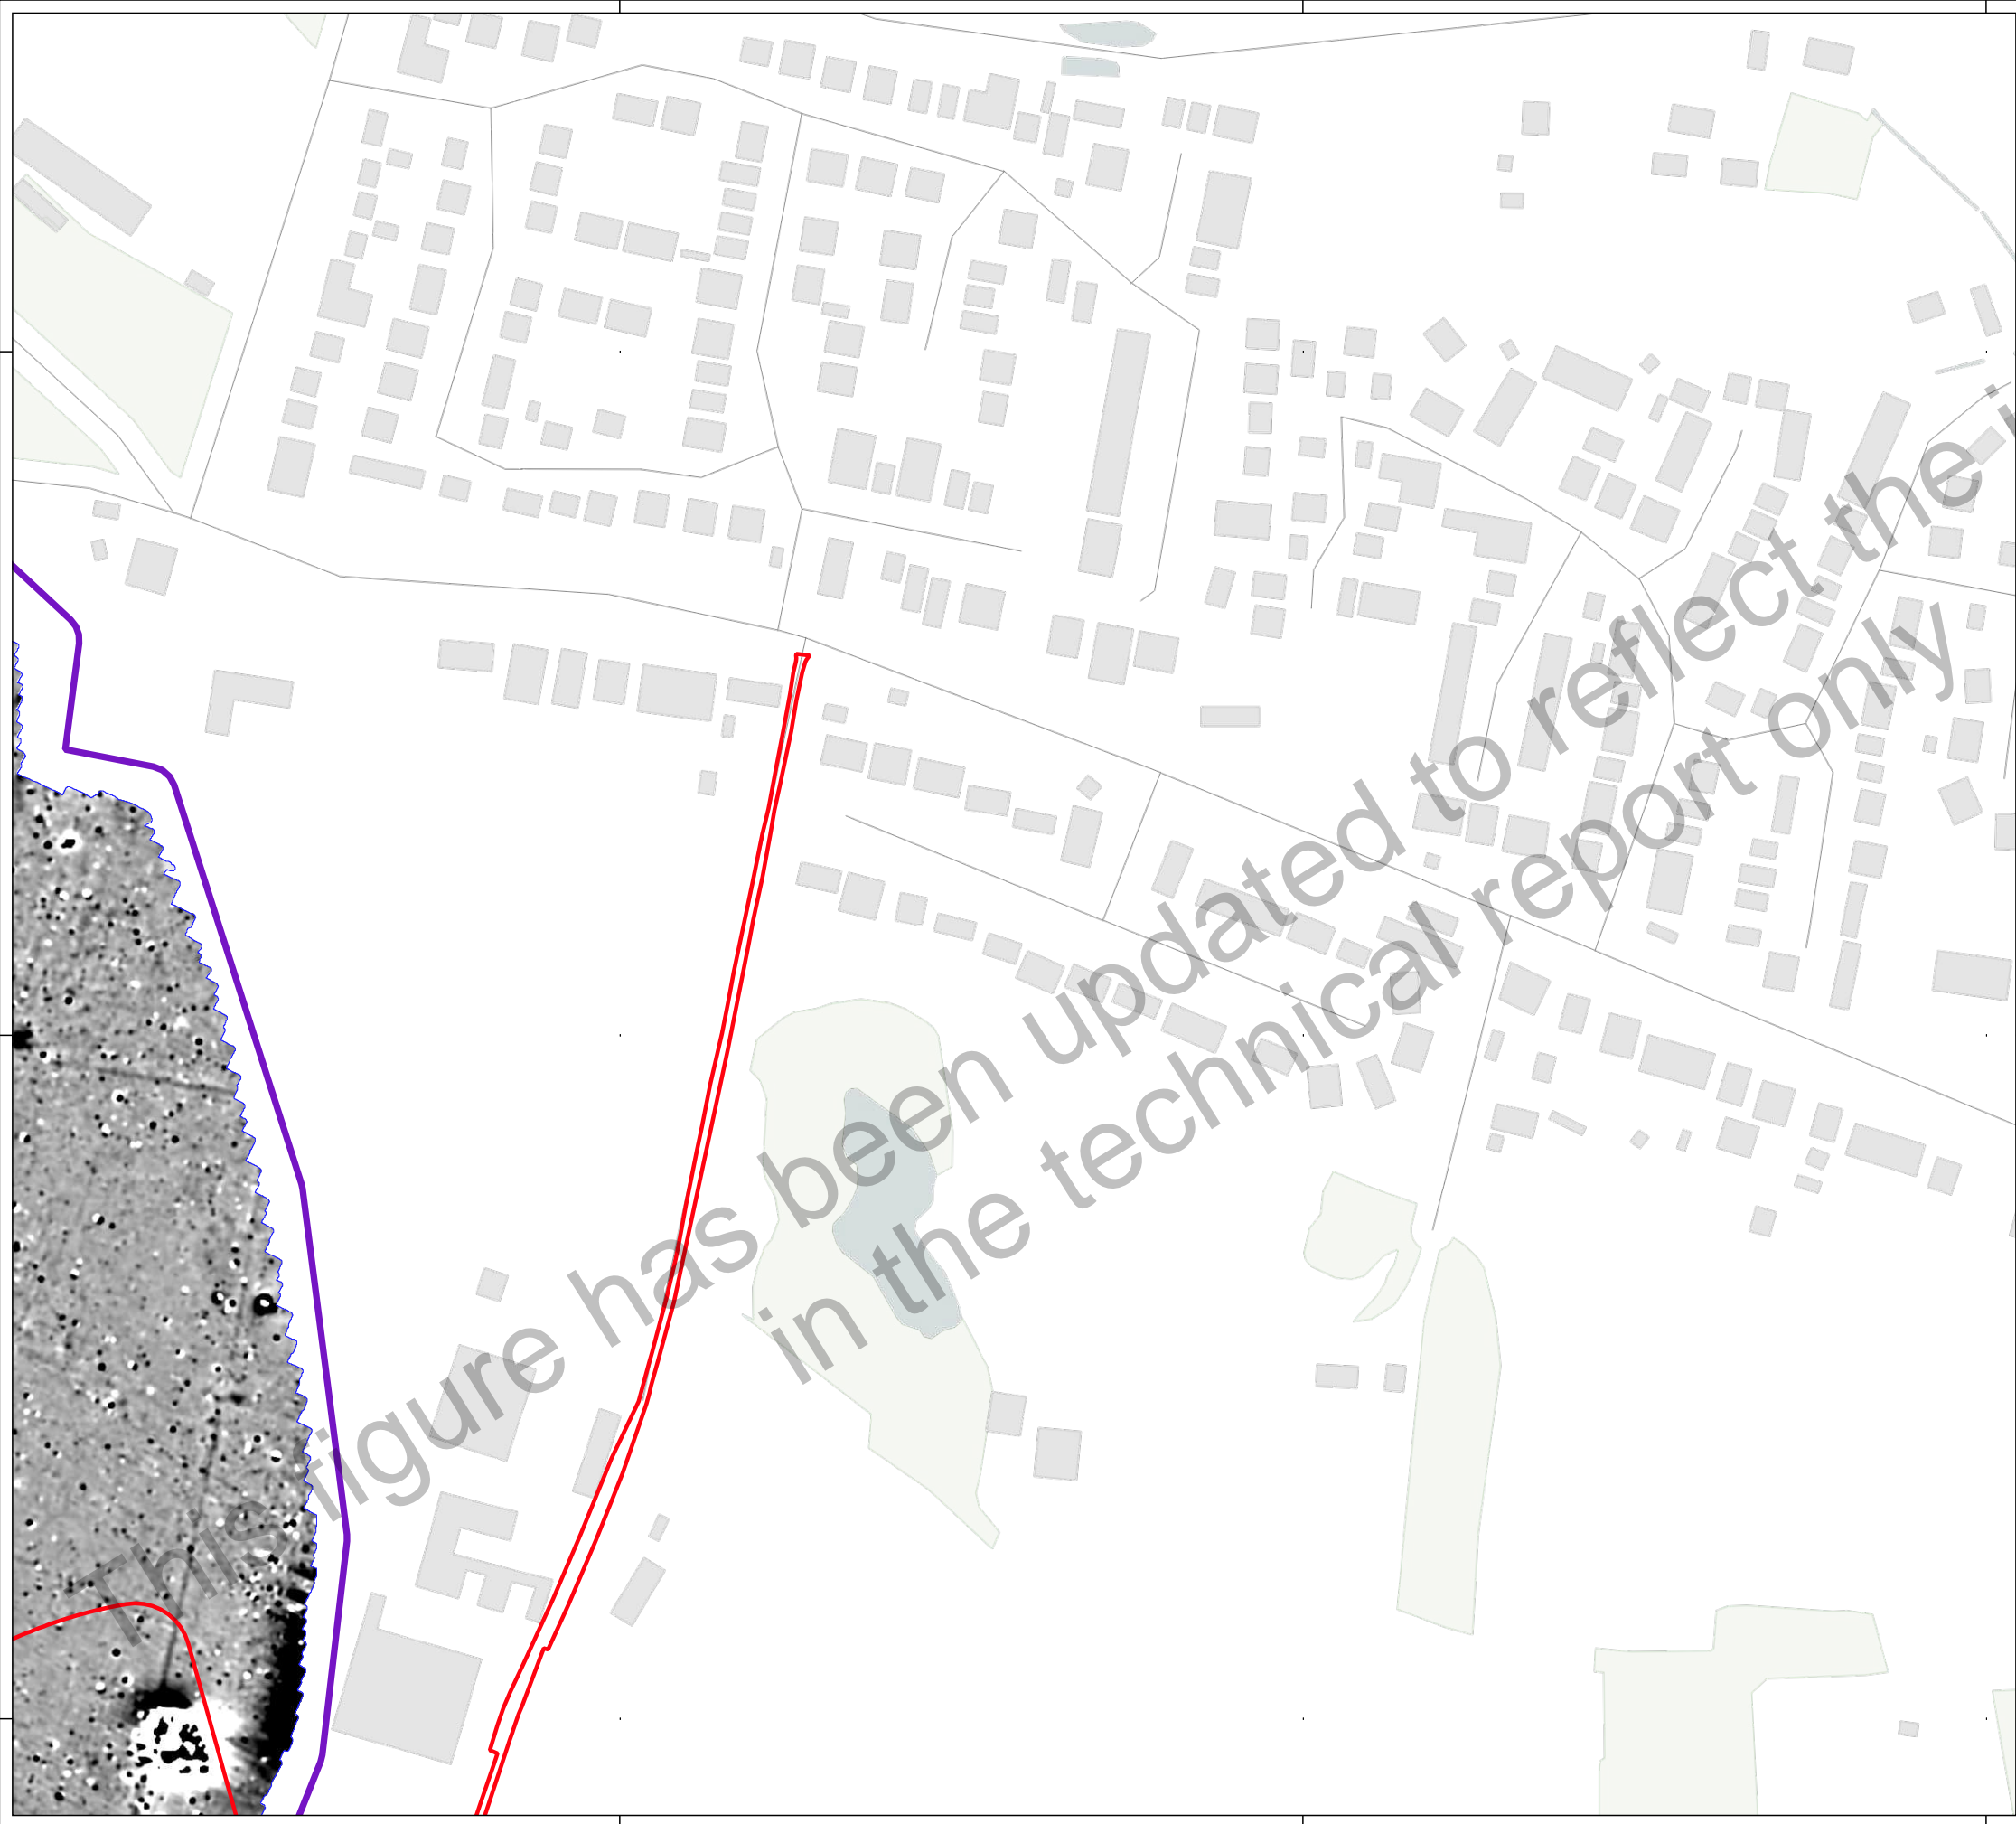 This figure has been updated to reflect the i
in the technical report only